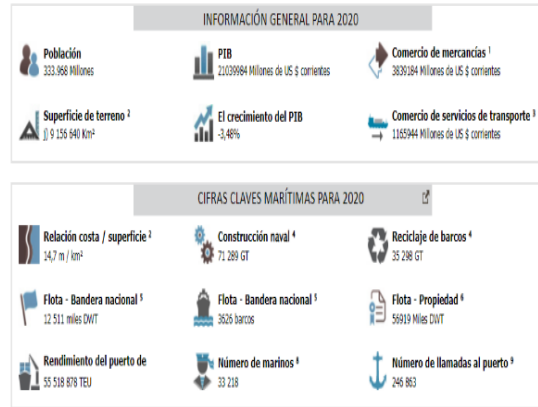 INFORMACIÓN GENERAL PARA 2020
Población
333.968 Millones
PIB
21039984 Millones de US $ corrientes
Comercio de mercancías ¹
3839184 Millones de US $ corrientes
Superficie de terreno ²
j) 9 156 640 Km²
El crecimiento del PIB
-3,48%
Comercio de servicios de transporte ³
1165944 Millones de US $ corrientes
CIFRAS CLAVES MARÍTIMAS PARA 2020
Relación costa / superficie ²
14,7 m / km²
Construcción naval ⁴
71 289 GT
Reciclaje de barcos ⁴
35 298 GT
Flota - Bandera nacional ⁵
12 511 miles DWT
Flota - Bandera nacional ⁵
3626 barcos
Flota - Propiedad ⁶
56919 Miles DWT
Rendimiento del puerto de
55 518 878 TEU
Número de marinos ⁸
33 218
Número de llamadas al puerto ⁹
246 863